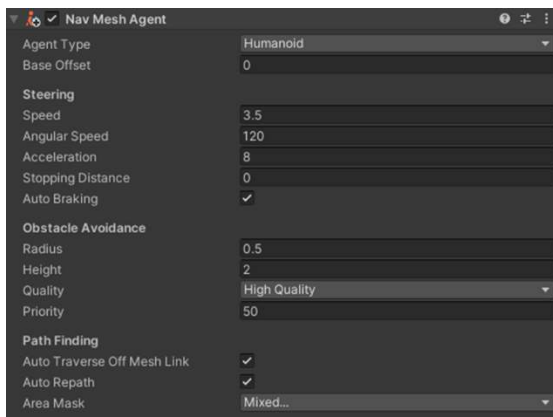 Nav Mesh Agent
Agent Type Humanoid
Base Offset 0
Steering
Speed 3.5
Angular Speed 120
Acceleration 8
Stopping Distance 0
Auto Braking
Obstacle Avoidance
Radius 0.5
Height 2
Quality High Quality
Priority 50
Path Finding
Auto Traverse Off Mesh Link
Auto Repath
Area Mask Mixed...